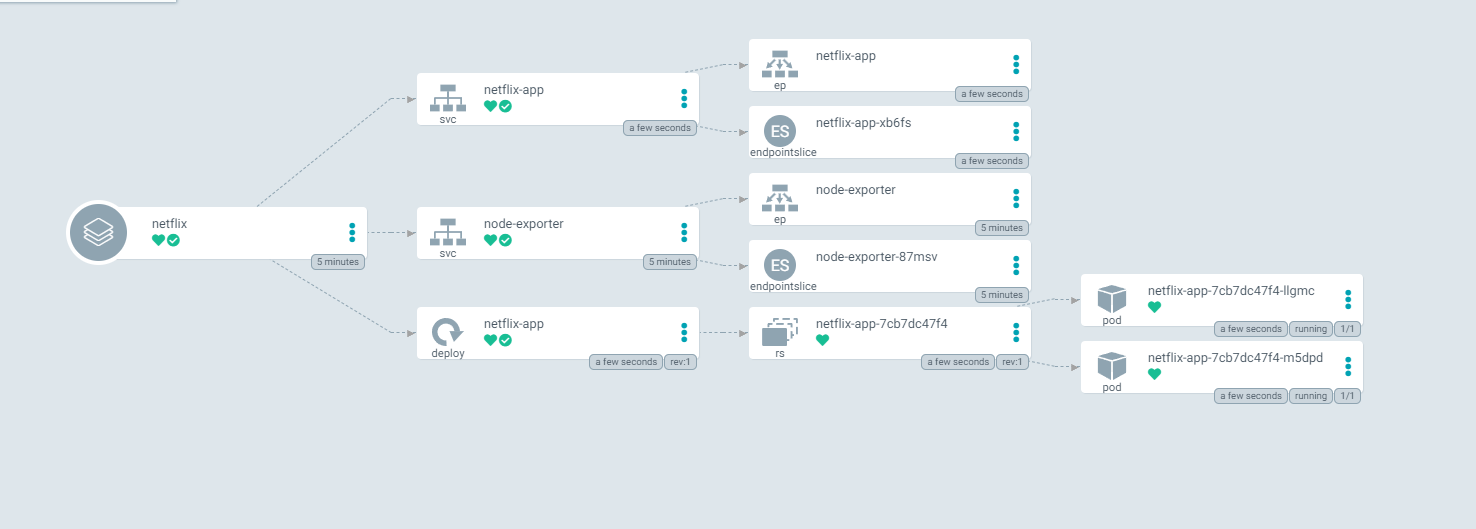 netflix
5 minutes
netflix-app
svc
a few seconds
node-exporter
svc
5 minutes
netflix-app
deploy
a few seconds
rev:1
netflix-app
ep
a few seconds
ES
netflix-app-xb6fs
endpointslice
a few seconds
node-exporter
ep
5 minutes
ES
node-exporter-87msv
endpointslice
5 minutes
netflix-app-7cb7dc47f4
rs
a few seconds
rev:1
netflix-app-7cb7dc47f4-llgmc
pod
a few seconds
running
1/1
netflix-app-7cb7dc47f4-m5dpd
pod
a few seconds
running
1/1